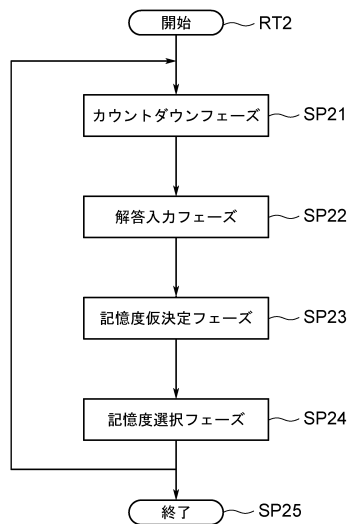 開始 RT2
カウントダウンフェーズ SP21
解答入力フェーズ SP22
記憶度仮決定フェーズ SP23
記憶度選択フェーズ SP24
終了 SP25